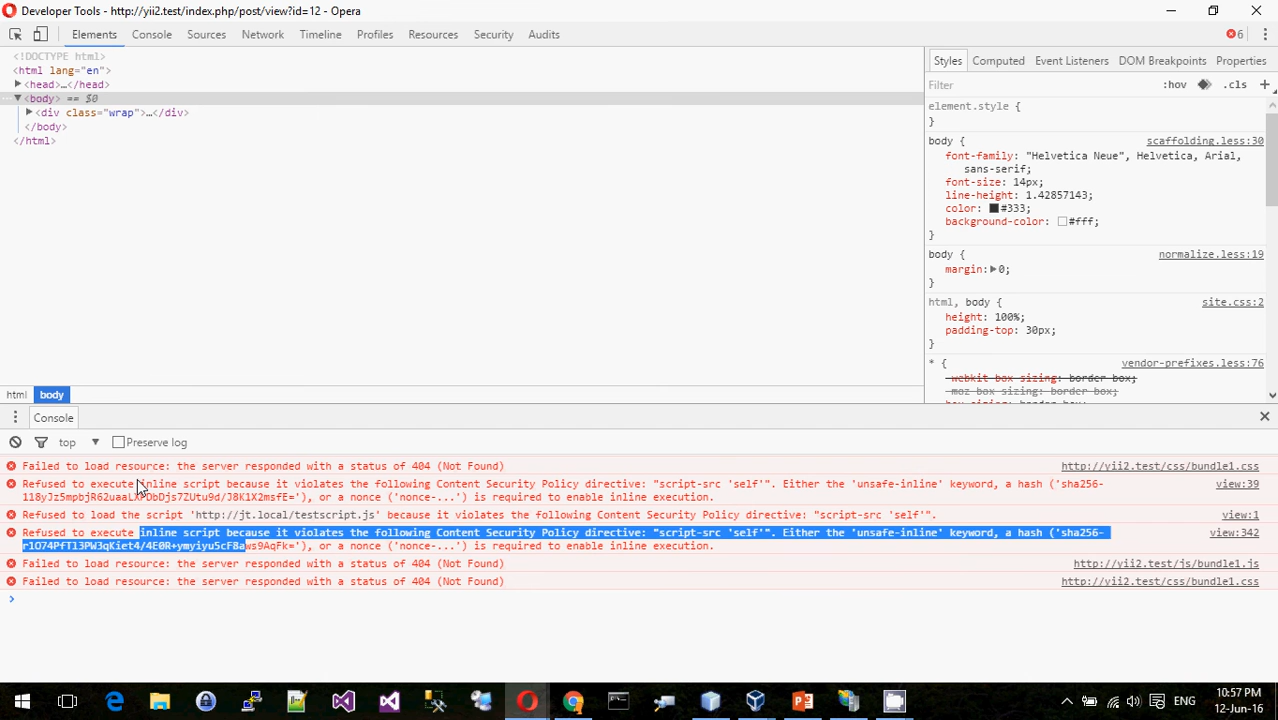 Developer Tools - http://yii2.test/index.php/post/view?id=12 - Opera
Elements Console Sources Network Timeline Profiles Resources Security Audits 6
<!DOCTYPE html>
<html lang="en">
<head>…</head>
<body> == $0
<div class="wrap">…</div>
</body>
</html>
html body
Styles Computed Event Listeners DOM Breakpoints Properties
Filter :hov .cls +
element.style {
}
body { scaffolding.less:30
font-family: "Helvetica Neue", Helvetica, Arial,
sans-serif;
font-size: 14px;
line-height: 1.42857143;
color: #333;
background-color: #fff;
}
body { normalize.less:19
margin: 0;
}
html, body { site.css:2
height: 100%;
padding-top: 30px;
}
* { vendor-prefixes.less:76
-webkit-box-sizing: border-box;
-moz-box-sizing: border-box;
box-sizing: border-box;
Console
top Preserve log
Failed to load resource: the server responded with a status of 404 (Not Found) http://yii2.test/css/bundle1.css
Refused to execute inline script because it violates the following Content Security Policy directive: "script-src 'self'". Either the 'unsafe-inline' keyword, a hash ('sha256- view:39
), or a nonce ('nonce-...') is required to enable inline execution.
Refused to load the script 'http://jt.local/testscript.js' because it violates the following Content Security Policy directive: "script-src 'self'". view:1
Refused to execute inline script because it violates the following Content Security Policy directive: "script-src 'self'". Either the 'unsafe-inline' keyword, a hash ('sha256- view:342
), or a nonce ('nonce-...') is required to enable inline execution.
Failed to load resource: the server responded with a status of 404 (Not Found) http://yii2.test/js/bundle1.js
Failed to load resource: the server responded with a status of 404 (Not Found) http://yii2.test/css/bundle1.css
>
ENG
10:57 PM
12-Jun-16